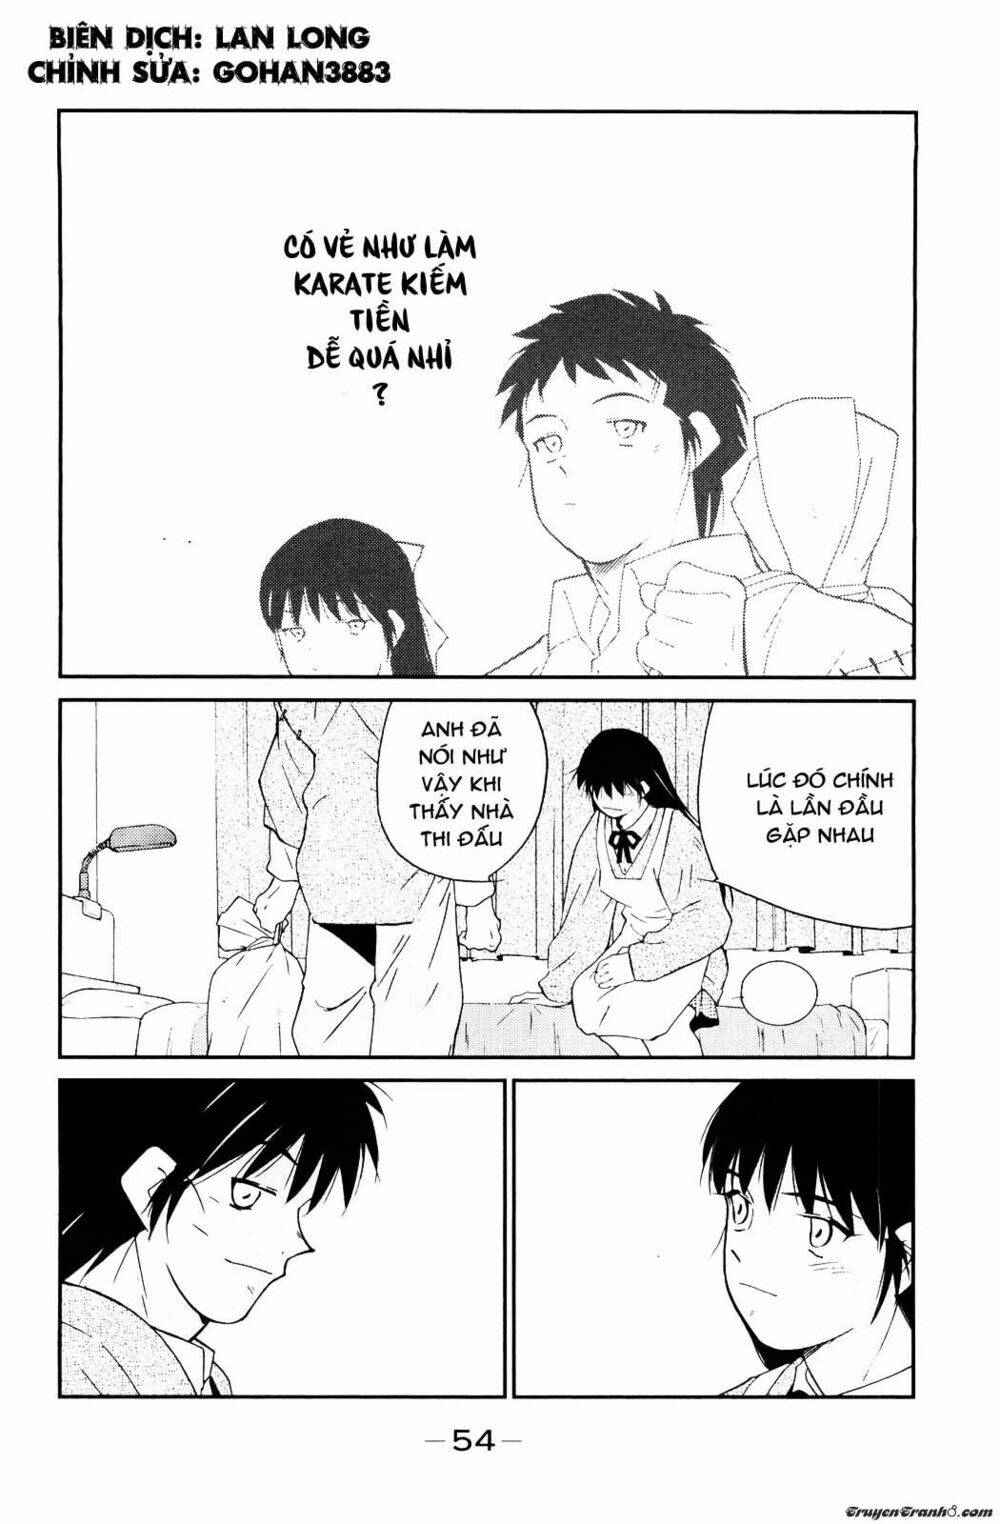 BIÊN DỊCH: LAN LONG
CHỈNH SỬA: GOHAN3883
CÓ VẺ NHƯ LÀM
KARATE KIẾM
TIỀN
DỄ QUÁ NHỈ
?
LÚC ĐÓ CHÍNH
LÀ LẦN ĐẦU
GẶP NHAU
ANH ĐÃ
NÓI NHƯ
VẬY KHI
THẤY NHÀ
THI ĐẤU
— 54 —
TruyenTranh8.com